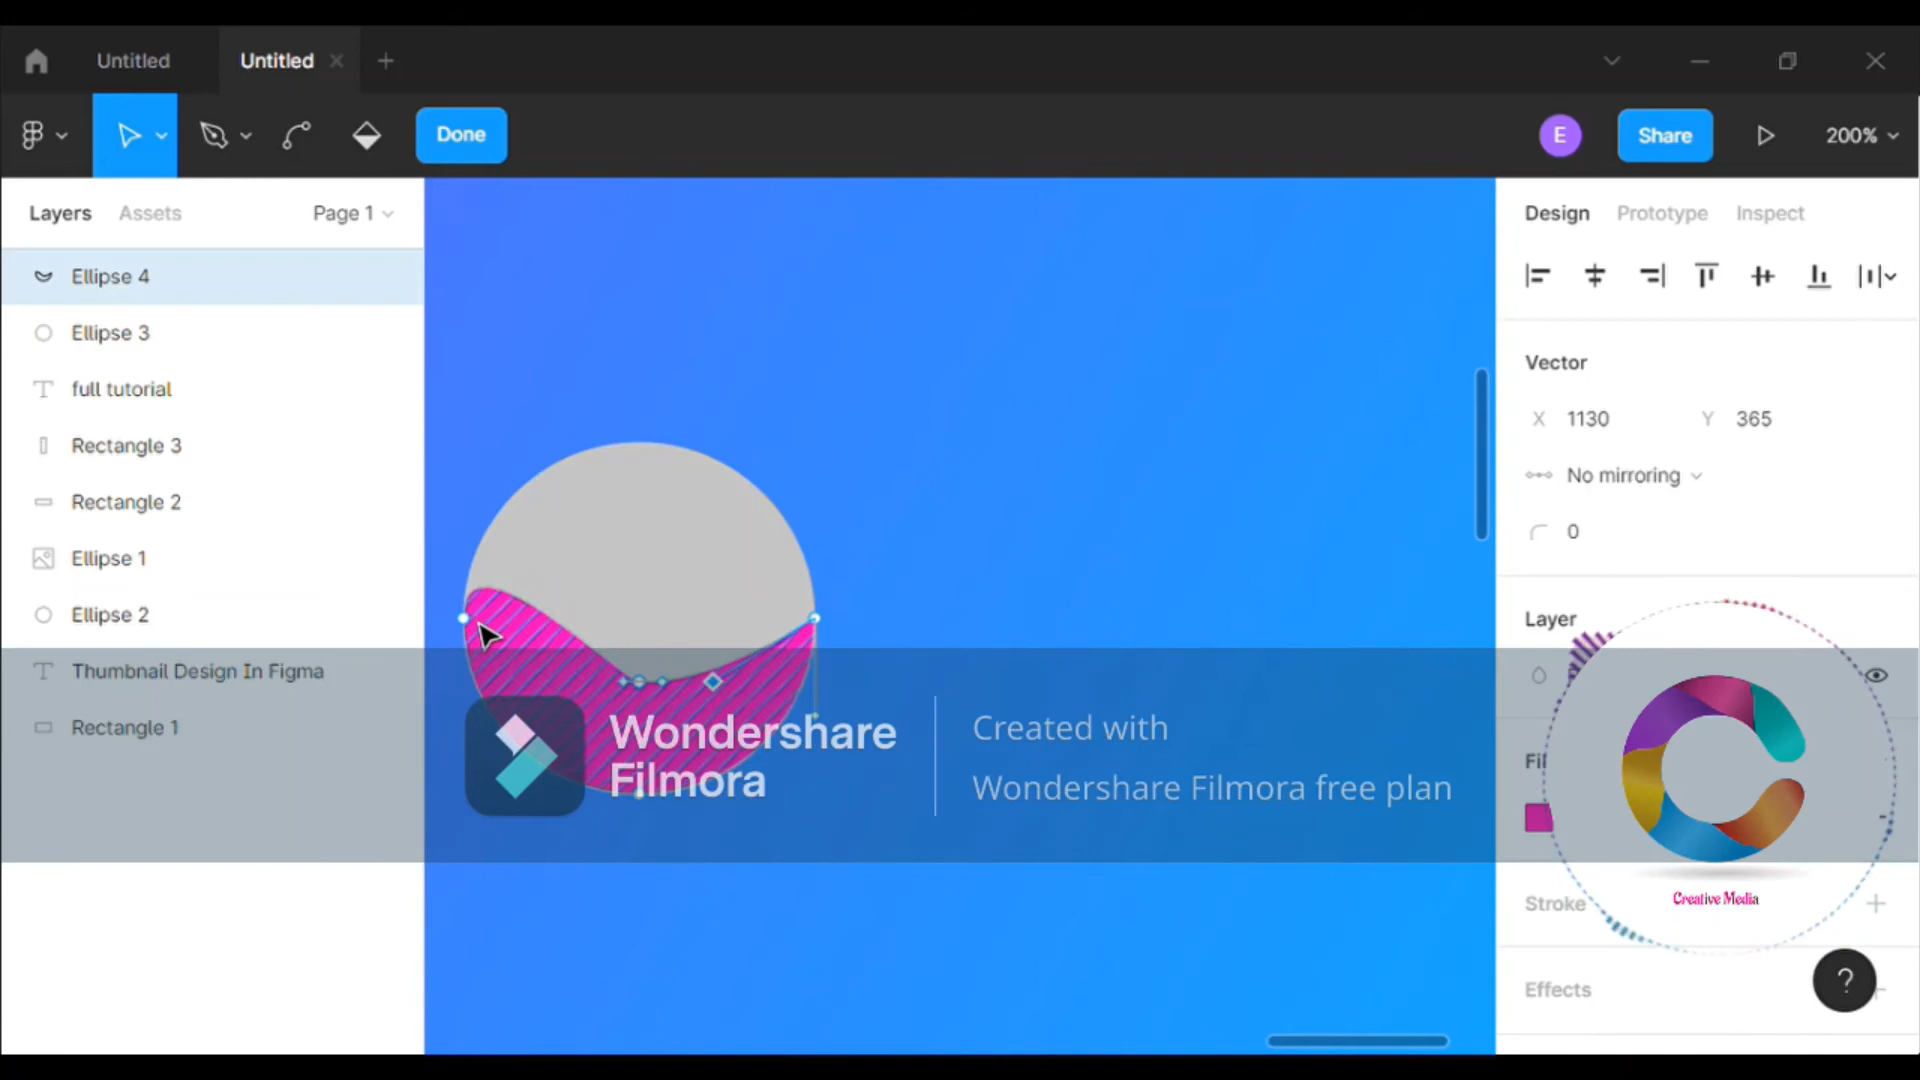 Untitled
Untitled
Done
E
Share
200%
Layers
Assets
Page 1
Design
Prototype
Inspect
Ellipse 4
Ellipse 3
full tutorial
Rectangle 3
Rectangle 2
Ellipse 1
Ellipse 2
Thumbnail Design In Figma
Rectangle 1
Vector
X 1130
Y 365
No mirroring
0
Layer
Fil
Stroke
Effects
?
Wondershare
Filmora
Created with
Wondershare Filmora free plan
Creative Media